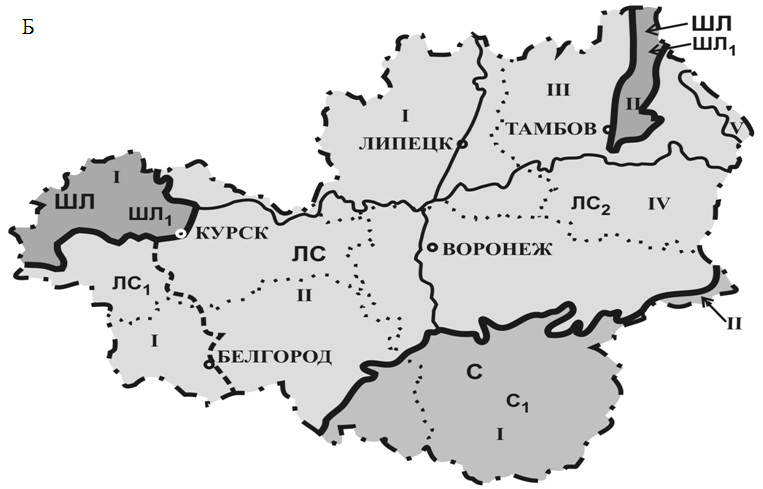 Б
ШЛ
ШЛ1
I
III
II
ЛИПЕЦК
ТАМБОВ
V
I
ШЛ
ШЛ1
ЛС2
IV
КУРСК
ЛС
ВОРОНЕЖ
ЛС1
II
I
II
БЕЛГОРОД
С
С1
I